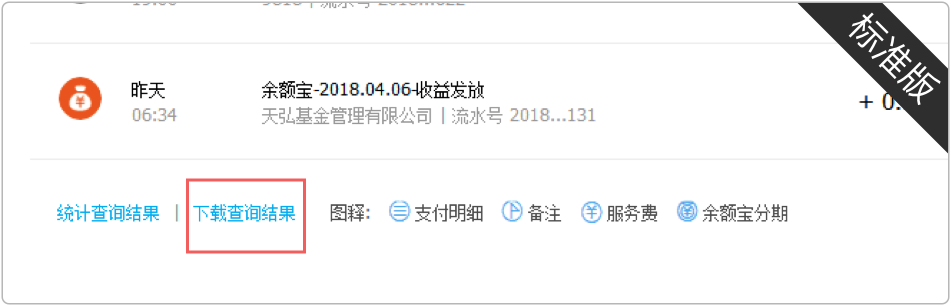 标准版
昨天
余额宝-2018.04.06-收益发放
+ 0.
06:34
天弘基金管理有限公司 | 流水号 2018...131
统计查询结果 | 下载查询结果 图释: 支付明细 备注 服务费 余额宝分期